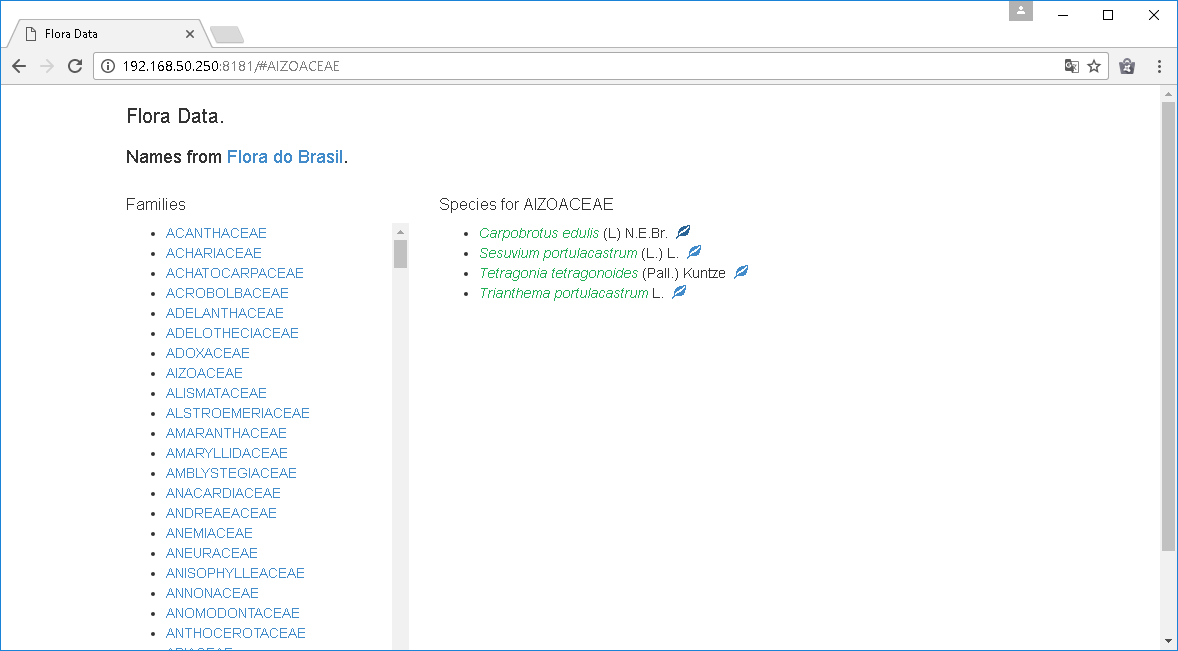 Flora Data
192.168.50.250:8181/#AIZOACEAE
Flora Data.
Names from Flora do Brasil.
Families
ACANTHACEAE
ACHARIACEAE
ACHATOCARPACEAE
ACROBOLBACEAE
ADELANTHACEAE
ADELOTHECIACEAE
ADOXACEAE
AIZOACEAE
ALISMATACEAE
ALSTROEMERIACEAE
AMARANTHACEAE
AMARYLLIDACEAE
AMBLYSTEGIACEAE
ANACARDIACEAE
ANDREAEACEAE
ANEMIACEAE
ANEURACEAE
ANISOPHYLLEACEAE
ANNONACEAE
ANOMODONTACEAE
ANTHOCEROTACEAE
Species for AIZOACEAE
Carpobrotus edulis (L) N.E.Br.
Sesuvium portulacastrum (L.) L.
Tetragonia tetragonoides (Pall.) Kuntze
Trianthema portulacastrum L.